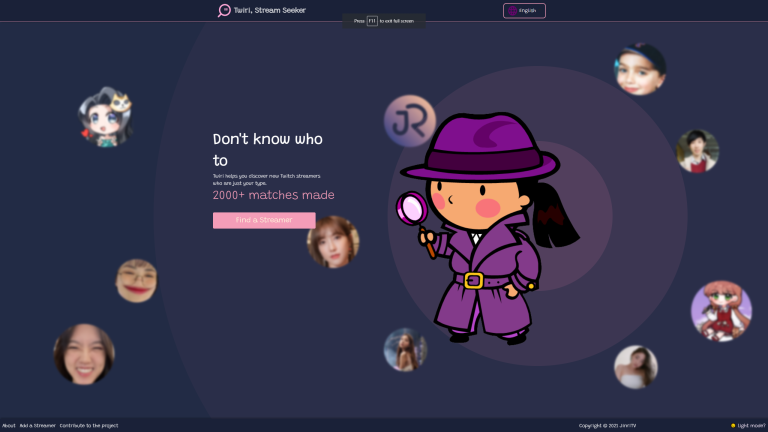 Twiri, Stream Seeker
English
Press F11 to exit full screen
JR
Don't know who
to
Twiri helps you discover new Twitch streamers
who are just your type.
2000+ matches made
Find a Streamer
About Add a Streamer Contribute to the project
Copyright © 2021 JinnTV
light mode?